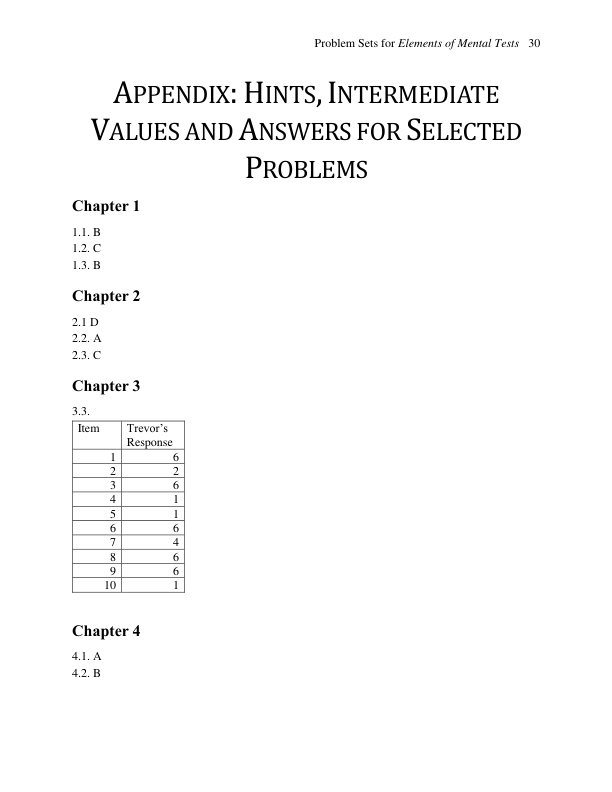 Problem Sets for Elements of Mental Tests 30
APPENDIX: HINTS, INTERMEDIATE
VALUES AND ANSWERS FOR SELECTED
PROBLEMS
Chapter 1
1.1. B
1.2. C
1.3. B
Chapter 2
2.1 D
2.2. A
2.3. C
Chapter 3
3.3.
Item Trevor's
Response
1 6
2 2
3 6
4 1
5 1
6 6
7 4
8 6
9 6
10 1
Chapter 4
4.1. A
4.2. B